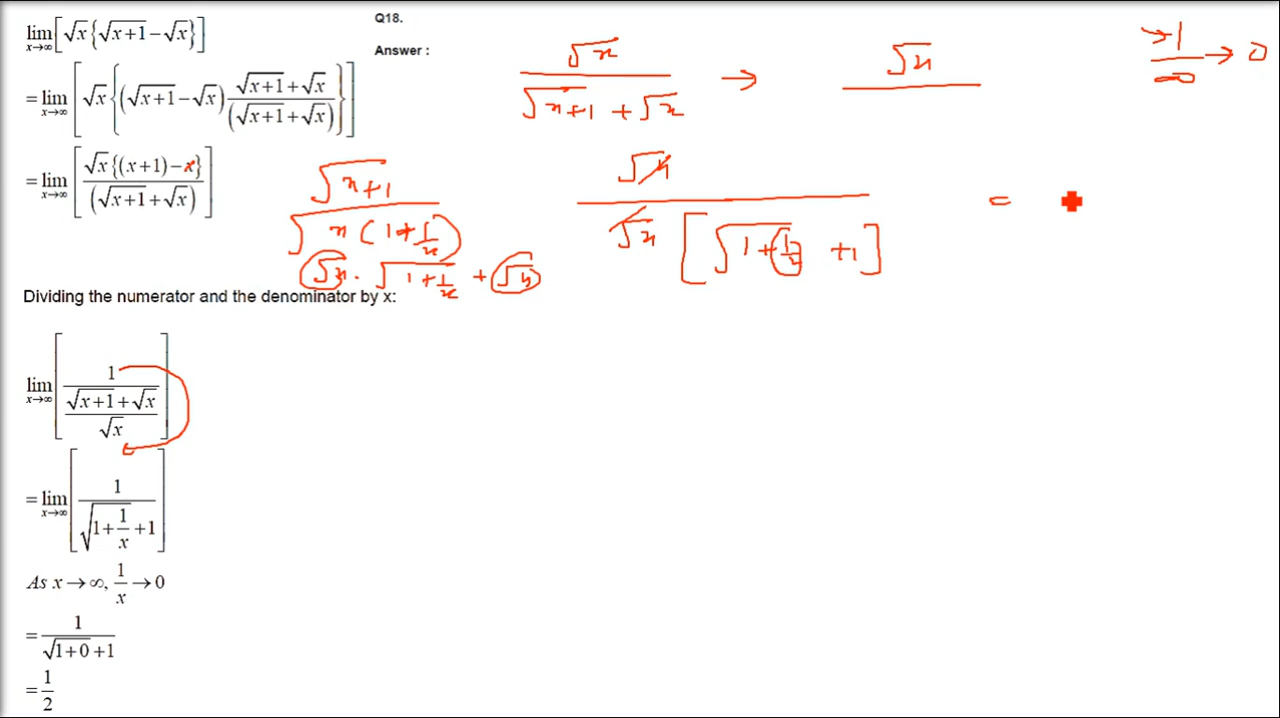 Q18.
Answer :
lim x→∞ [√x{√(x+1)−√x}]
= lim x→∞ [√x{(√(x+1)−√x) (√(x+1)+√x)/(√(x+1)+√x)}]
= lim x→∞ [√x{(x+1)−x}/(√(x+1)+√x)]
√x/(√(x+1)+√x) →
√x
→1/∞ → 0
√(x+1)
√(x(1+1/x))
√x · √(1+1/x) + √x
√x/(√x[√(1+1/x) +1])
=
Dividing the numerator and the denominator by x:
lim x→∞ [1/((√(x+1)+√x)/√x)]
= lim x→∞ [1/√(1+1/x +1)]
As x→∞, 1/x →0
= 1/(√(1+0) +1)
= 1/2